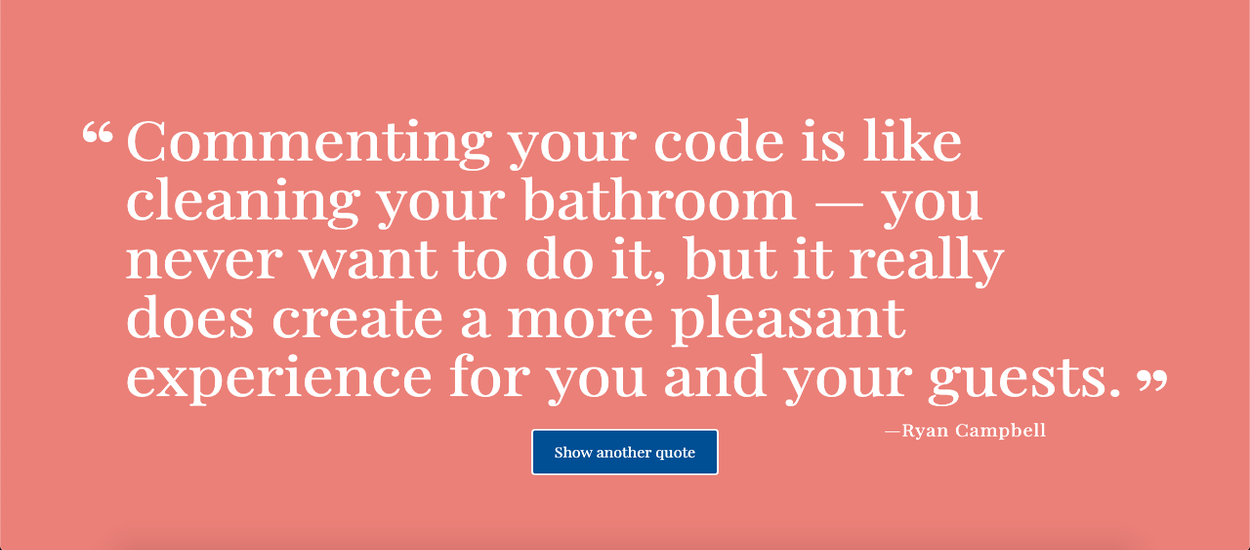 “ Commenting your code is like
cleaning your bathroom — you
never want to do it, but it really
does create a more pleasant
experience for you and your guests. ”
—Ryan Campbell
Show another quote